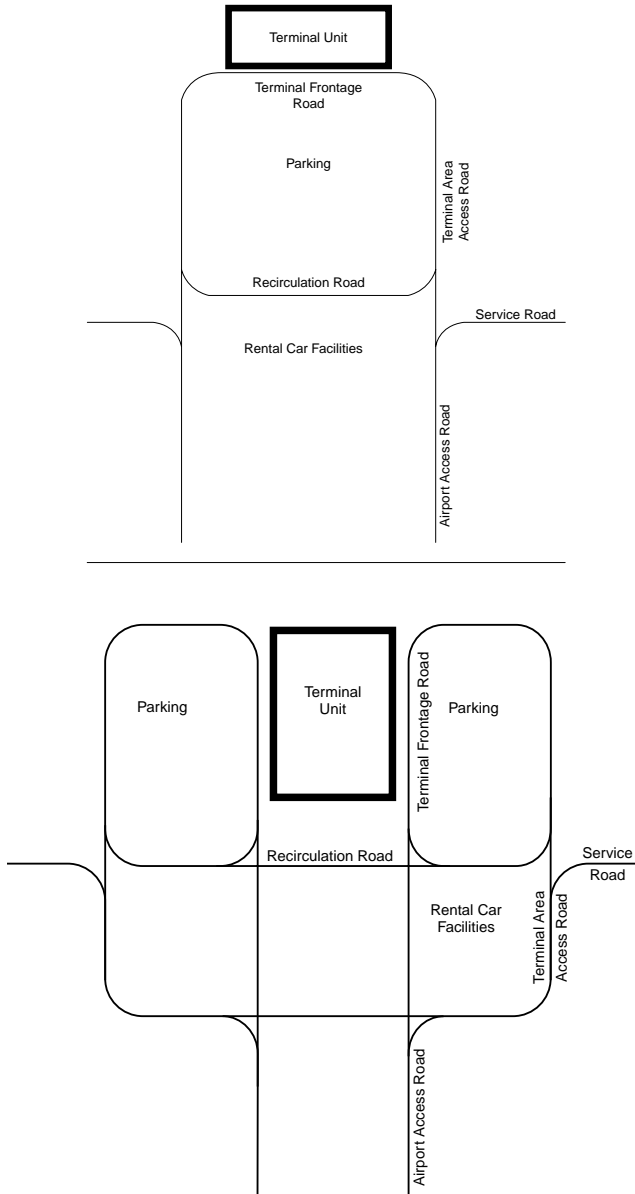 Terminal Unit
Terminal Frontage
Road
Parking
Terminal Area
Access Road
Recirculation Road
Service Road
Rental Car Facilities
Airport Access Road
Parking
Terminal
Unit
Terminal Frontage Road
Parking
Recirculation Road
Service
Road
Rental Car
Facilities
Terminal Area
Access Road
Airport Access Road